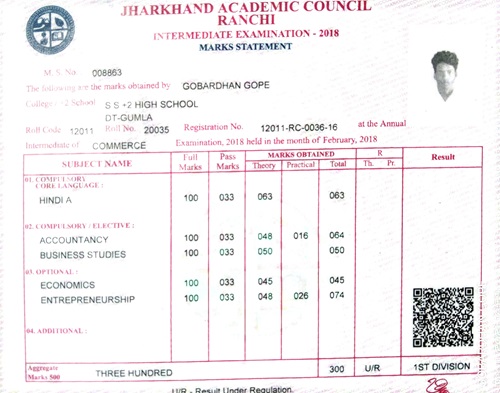 JHARKHAND ACADEMIC COUNCIL
RANCHI
INTERMEDIATE EXAMINATION - 2018
MARKS STATEMENT
M. S. No. 008863
The following are the marks obtained by GOBARDHAN GOPE
College / +2 School S S +2 HIGH SCHOOL
DT-GUMLA
Roll Code 12011 Roll No. 20035 Registration No. 12011-RC-0036-16 at the Annual
Intermediate of COMMERCE Examination, 2018 held in the month of February, 2018
SUBJECT NAME Full Marks Pass Marks MARKS OBTAINED R Result
Theory Practical Total Th. Pr.
01. COMPULSORY
CORE LANGUAGE :
HINDI A 100 033 063 063
02. COMPULSORY / ELECTIVE :
ACCOUNTANCY 100 033 048 016 064
BUSINESS STUDIES 100 033 050 050
03. OPTIONAL :
ECONOMICS 100 033 045 045
ENTREPRENEURSHIP 100 033 048 026 074
04. ADDITIONAL :
Aggregate
Marks 500 THREE HUNDRED 300 U/R 1ST DIVISION
U/R - Result Under Regulation.